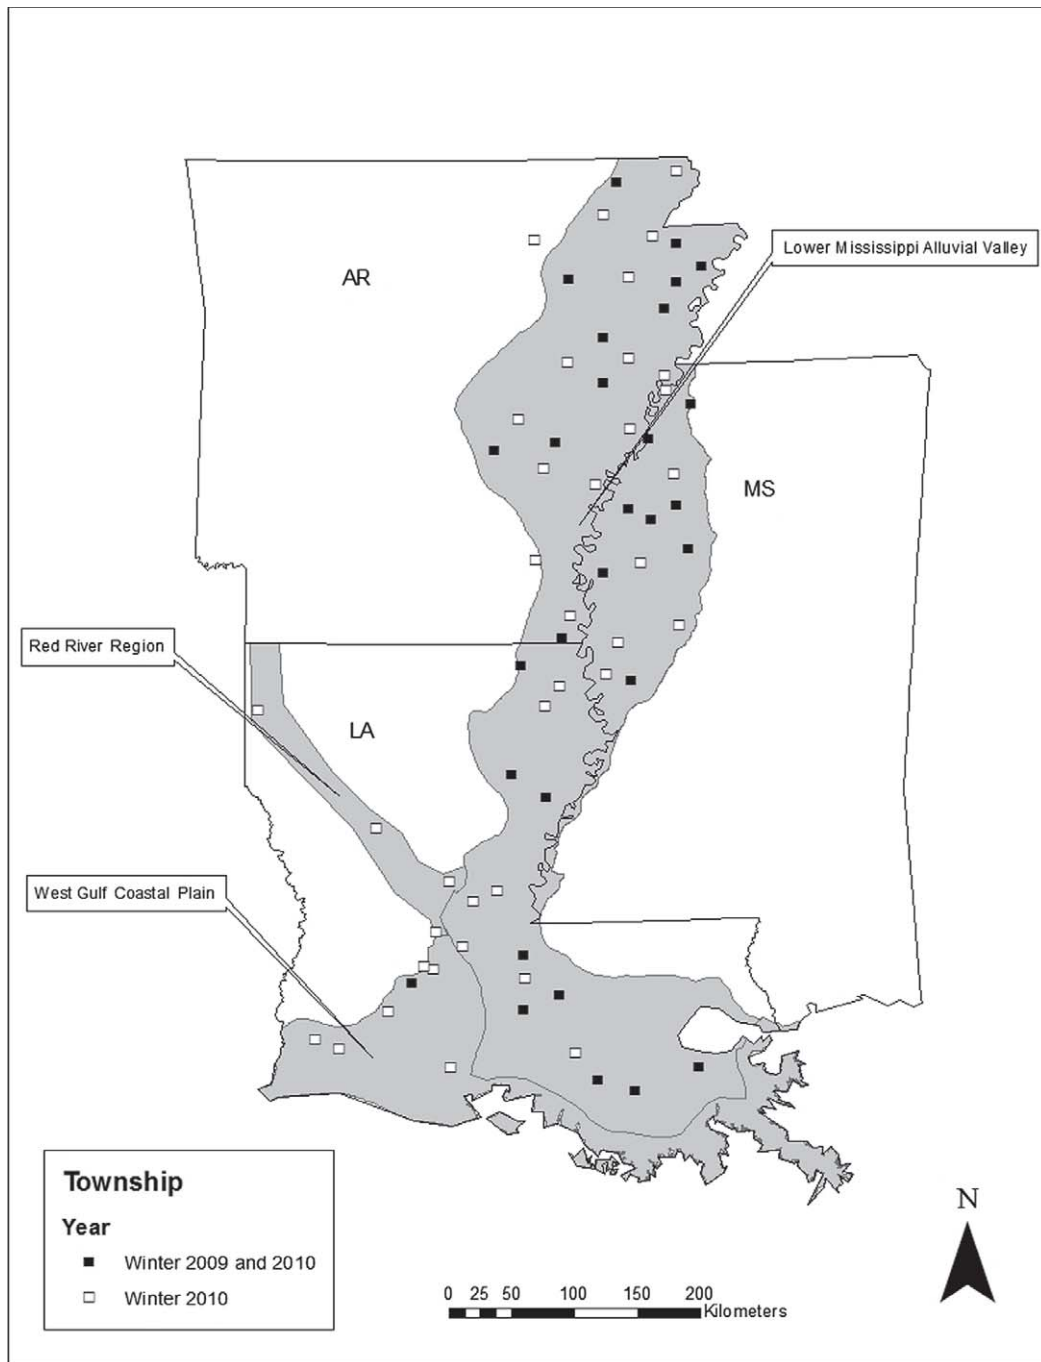 AR
Lower Mississippi Alluvial Valley
MS
Red River Region
LA
West Gulf Coastal Plain
Township
Year
Winter 2009 and 2010
Winter 2010
N
0 25 50 100 150 200
Kilometers